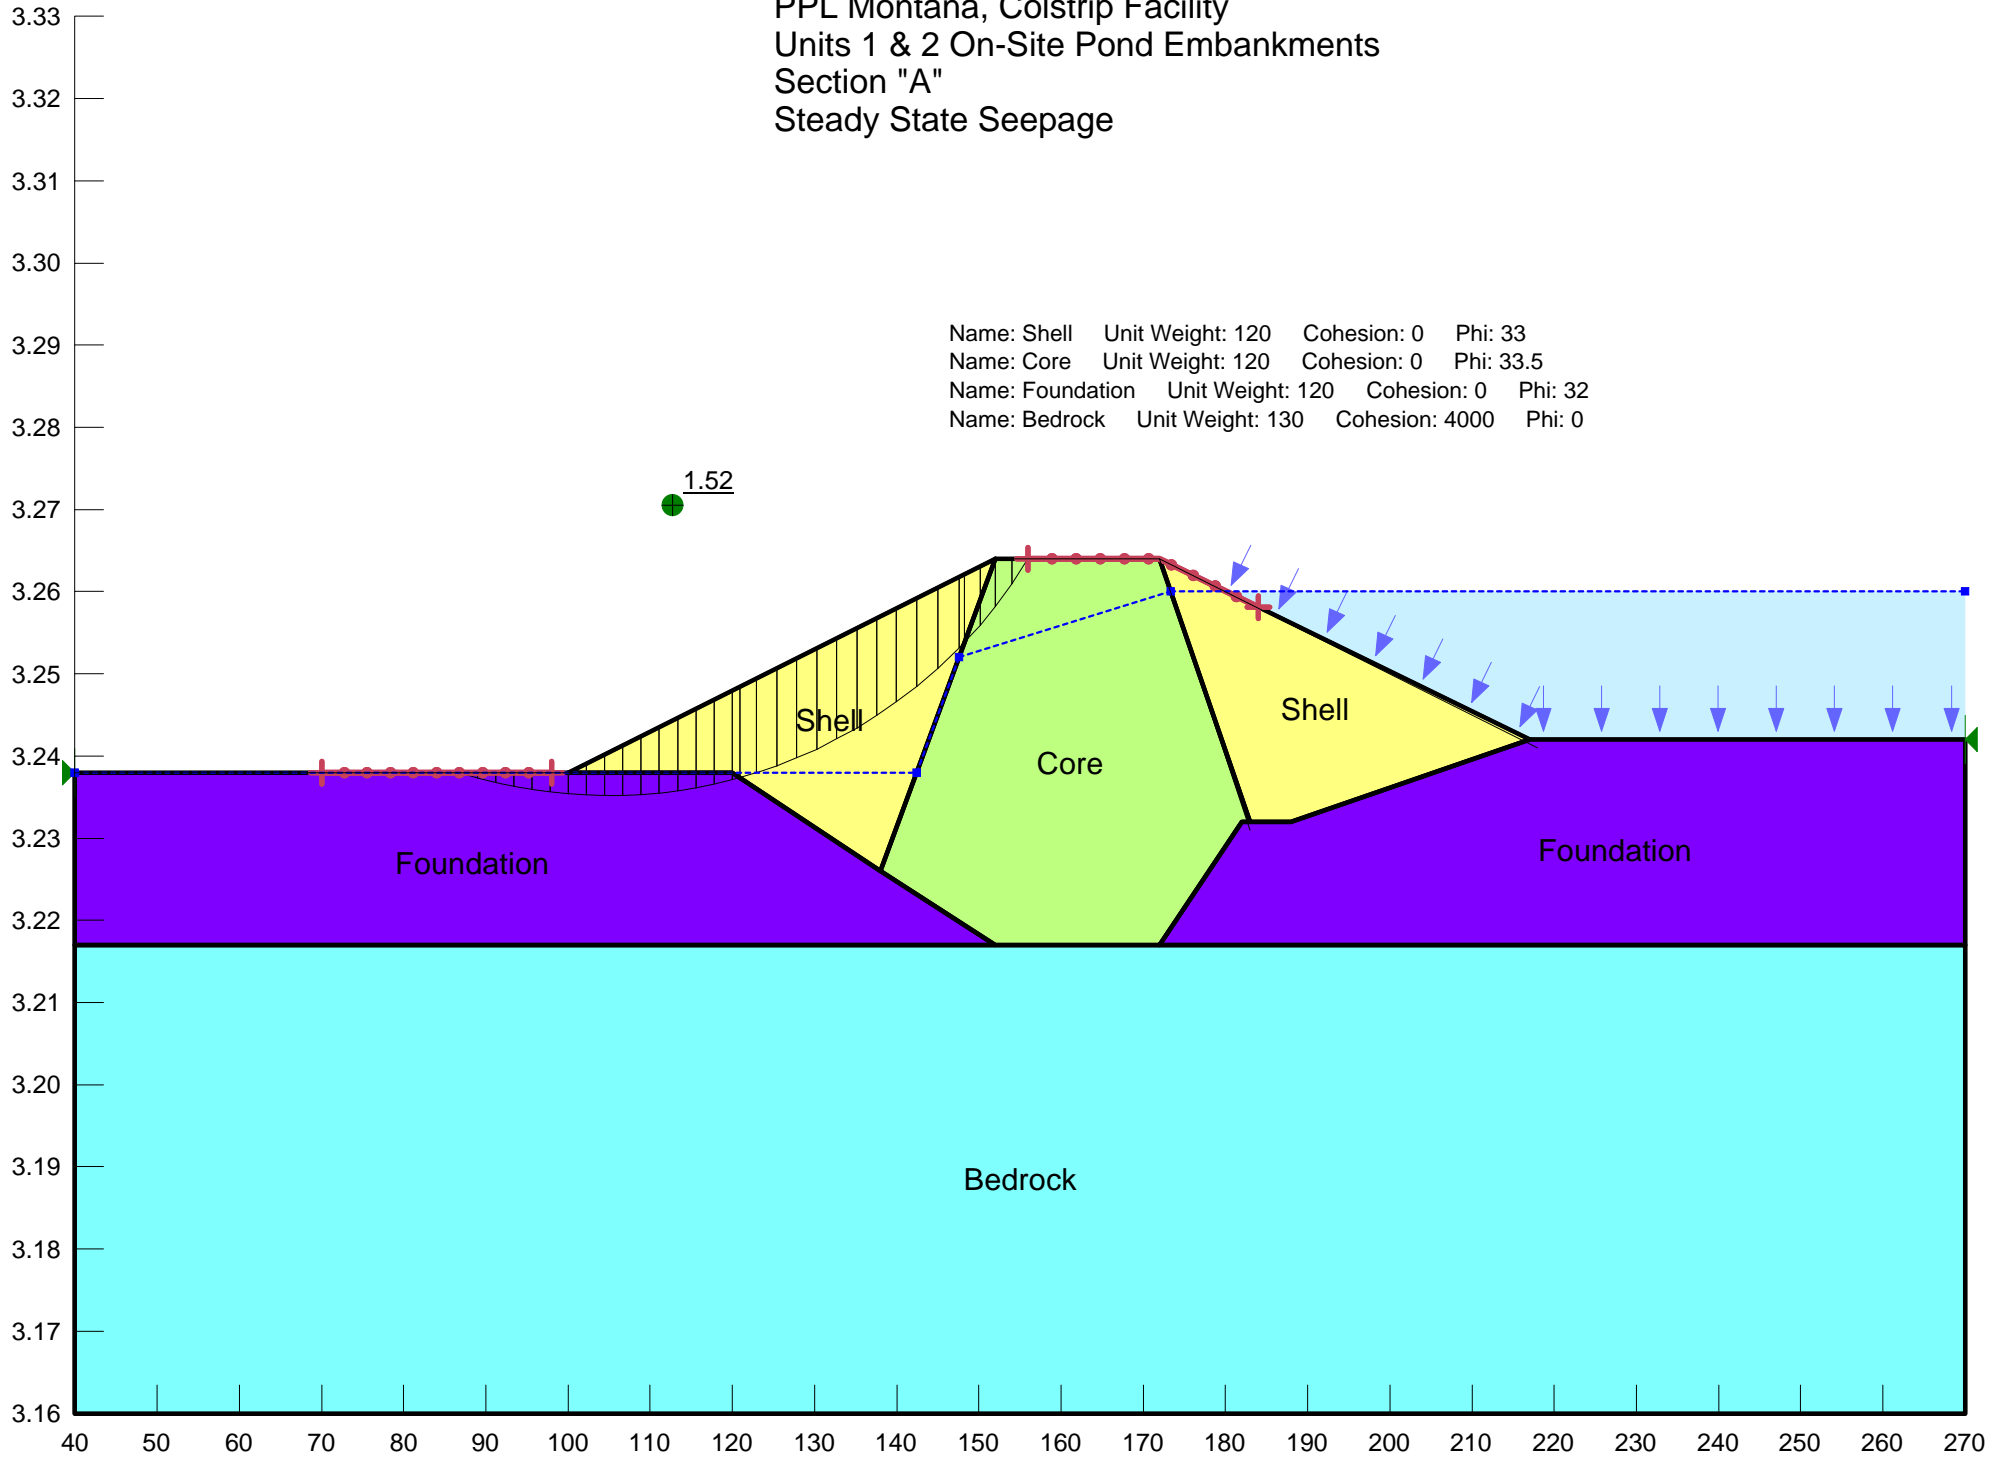 PPL Montana, Colstrip Facility
Units 1 & 2 On-Site Pond Embankments
Section "A"
Steady State Seepage
3.33
3.32
3.31
3.30
3.29
3.28
3.27
3.26
3.25
3.24
3.23
3.22
3.21
3.20
3.19
3.18
3.17
3.16
Name: Shell Unit Weight: 120 Cohesion: 0 Phi: 33
Name: Core Unit Weight: 120 Cohesion: 0 Phi: 33.5
Name: Foundation Unit Weight: 120 Cohesion: 0 Phi: 32
Name: Bedrock Unit Weight: 130 Cohesion: 4000 Phi: 0
1.52
Shell
Shell
Core
Foundation
Foundation
Bedrock
40 50 60 70 80 90 100 110 120 130 140 150 160 170 180 190 200 210 220 230 240 250 260 270